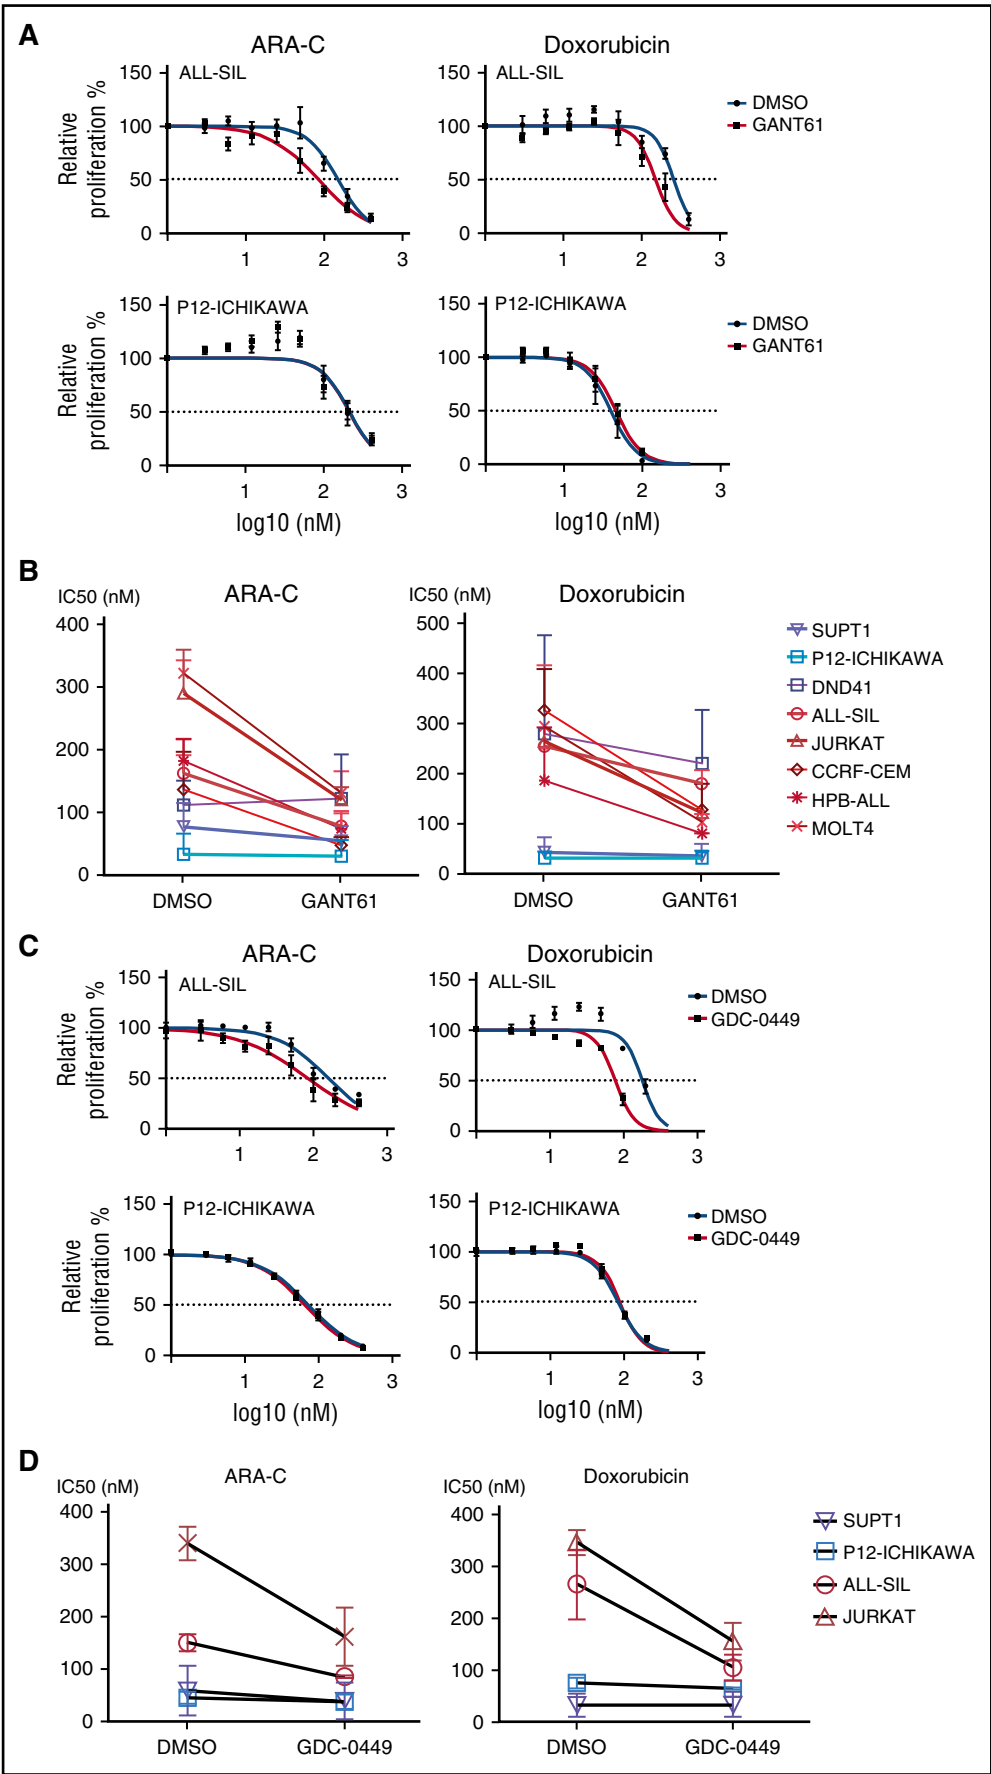 A
ARA-C
Doxorubicin
Relative
proliferation %
150
100
50
0
ALL-SIL
1
2
3
150
100
50
0
ALL-SIL
1
2
3
DMSO
GANT61
Relative
proliferation %
150
100
50
0
P12-ICHIKAWA
1
2
3
log10 (nM)
150
100
50
0
P12-ICHIKAWA
1
2
3
log10 (nM)
DMSO
GANT61
B
IC50 (nM)
ARA-C
400
300
200
100
0
DMSO
GANT61
IC50 (nM)
Doxorubicin
500
400
300
200
100
0
DMSO
GANT61
SUPT1
P12-ICHIKAWA
DND41
ALL-SIL
JURKAT
CCRF-CEM
HPB-ALL
MOLT4
C
ARA-C
Doxorubicin
Relative
proliferation %
150
100
50
0
ALL-SIL
1
2
3
150
100
50
0
ALL-SIL
1
2
3
DMSO
GDC-0449
Relative
proliferation %
150
100
50
0
P12-ICHIKAWA
1
2
3
log10 (nM)
150
100
50
0
P12-ICHIKAWA
1
2
3
log10 (nM)
DMSO
GDC-0449
D
IC50 (nM)
ARA-C
400
300
200
100
0
DMSO
GDC-0449
IC50 (nM)
Doxorubicin
400
300
200
100
0
DMSO
GDC-0449
SUPT1
P12-ICHIKAWA
ALL-SIL
JURKAT